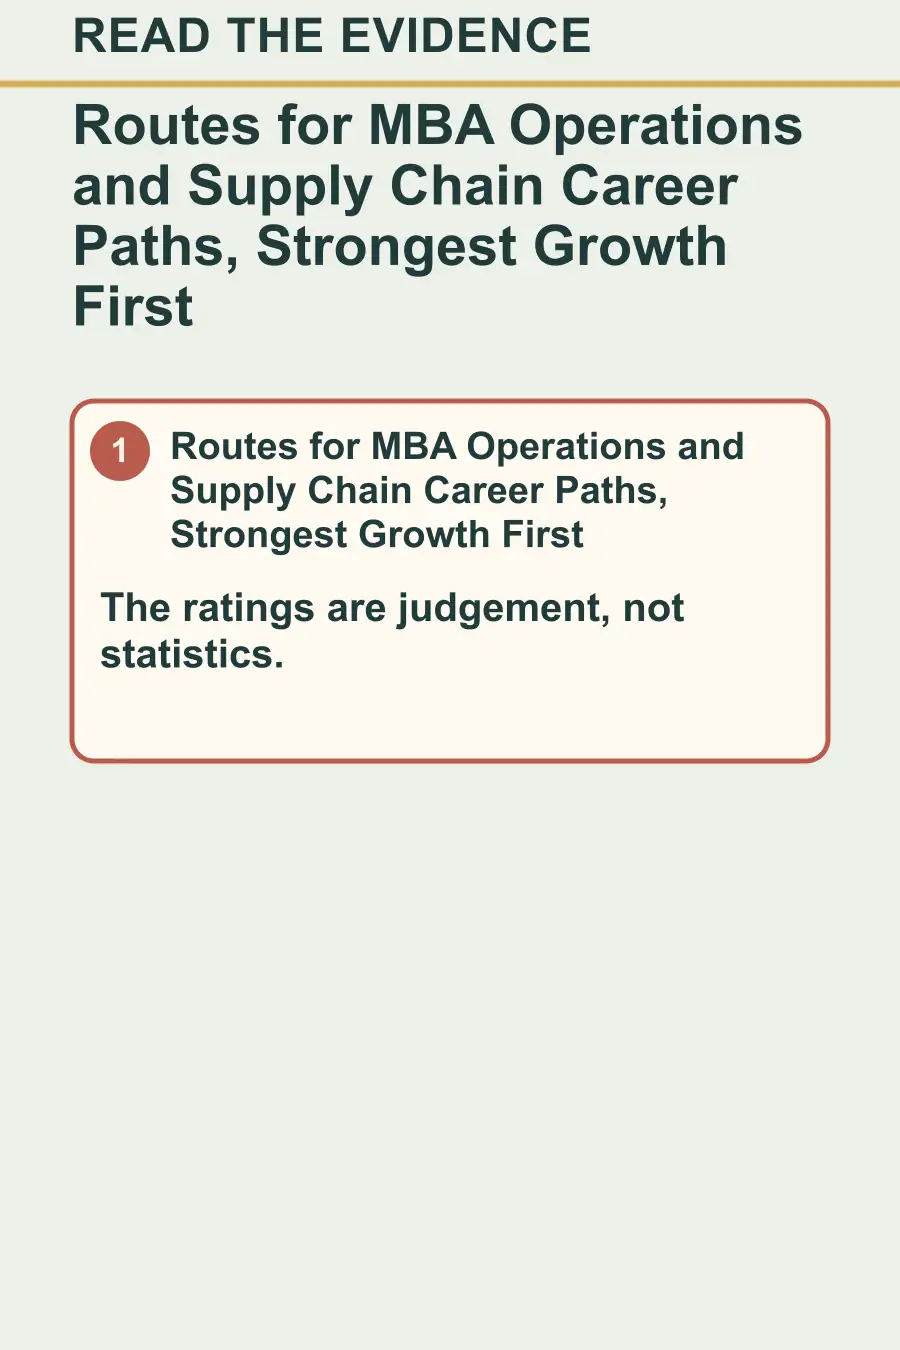 READ THE EVIDENCE
Routes for MBA Operations
and Supply Chain Career
Paths, Strongest Growth
First
1
Routes for MBA Operations and
Supply Chain Career Paths,
Strongest Growth First
The ratings are judgement, not
statistics.